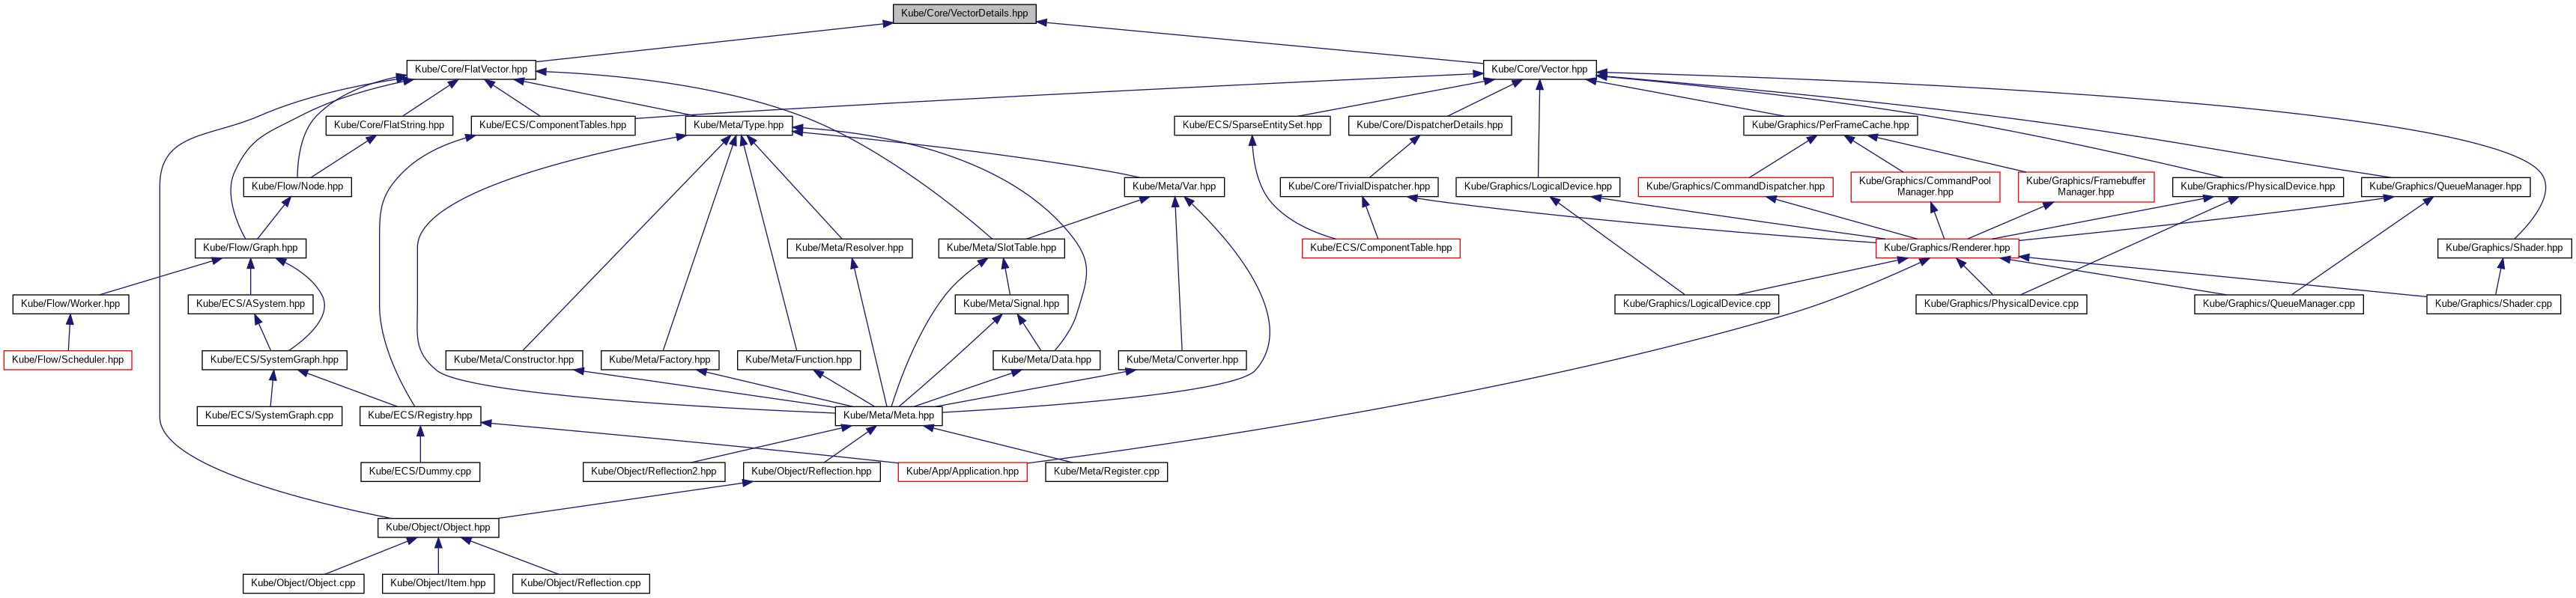 Kube/Core/VectorDetails.hpp
Kube/Core/FlatVector.hpp
Kube/Core/Vector.hpp
Kube/Core/FlatString.hpp
Kube/ECS/ComponentTables.hpp
Kube/Meta/Type.hpp
Kube/ECS/SparseEntitySet.hpp
Kube/Core/DispatcherDetails.hpp
Kube/Graphics/PerFrameCache.hpp
Kube/Flow/Node.hpp
Kube/Meta/Var.hpp
Kube/Core/TrivialDispatcher.hpp
Kube/Graphics/LogicalDevice.hpp
Kube/Graphics/CommandDispatcher.hpp
Kube/Graphics/CommandPool
Manager.hpp
Kube/Graphics/Framebuffer
Manager.hpp
Kube/Graphics/PhysicalDevice.hpp
Kube/Graphics/QueueManager.hpp
Kube/Flow/Graph.hpp
Kube/Meta/Resolver.hpp
Kube/Meta/SlotTable.hpp
Kube/ECS/ComponentTable.hpp
Kube/Graphics/Renderer.hpp
Kube/Graphics/Shader.hpp
Kube/Flow/Worker.hpp
Kube/ECS/ASystem.hpp
Kube/Meta/Signal.hpp
Kube/Graphics/LogicalDevice.cpp
Kube/Graphics/PhysicalDevice.cpp
Kube/Graphics/QueueManager.cpp
Kube/Graphics/Shader.cpp
Kube/Flow/Scheduler.hpp
Kube/ECS/SystemGraph.hpp
Kube/Meta/Constructor.hpp
Kube/Meta/Factory.hpp
Kube/Meta/Function.hpp
Kube/Meta/Data.hpp
Kube/Meta/Converter.hpp
Kube/ECS/SystemGraph.cpp
Kube/ECS/Registry.hpp
Kube/Meta/Meta.hpp
Kube/ECS/Dummy.cpp
Kube/Object/Reflection2.hpp
Kube/Object/Reflection.hpp
Kube/App/Application.hpp
Kube/Meta/Register.cpp
Kube/Object/Object.hpp
Kube/Object/Object.cpp
Kube/Object/Item.hpp
Kube/Object/Reflection.cpp